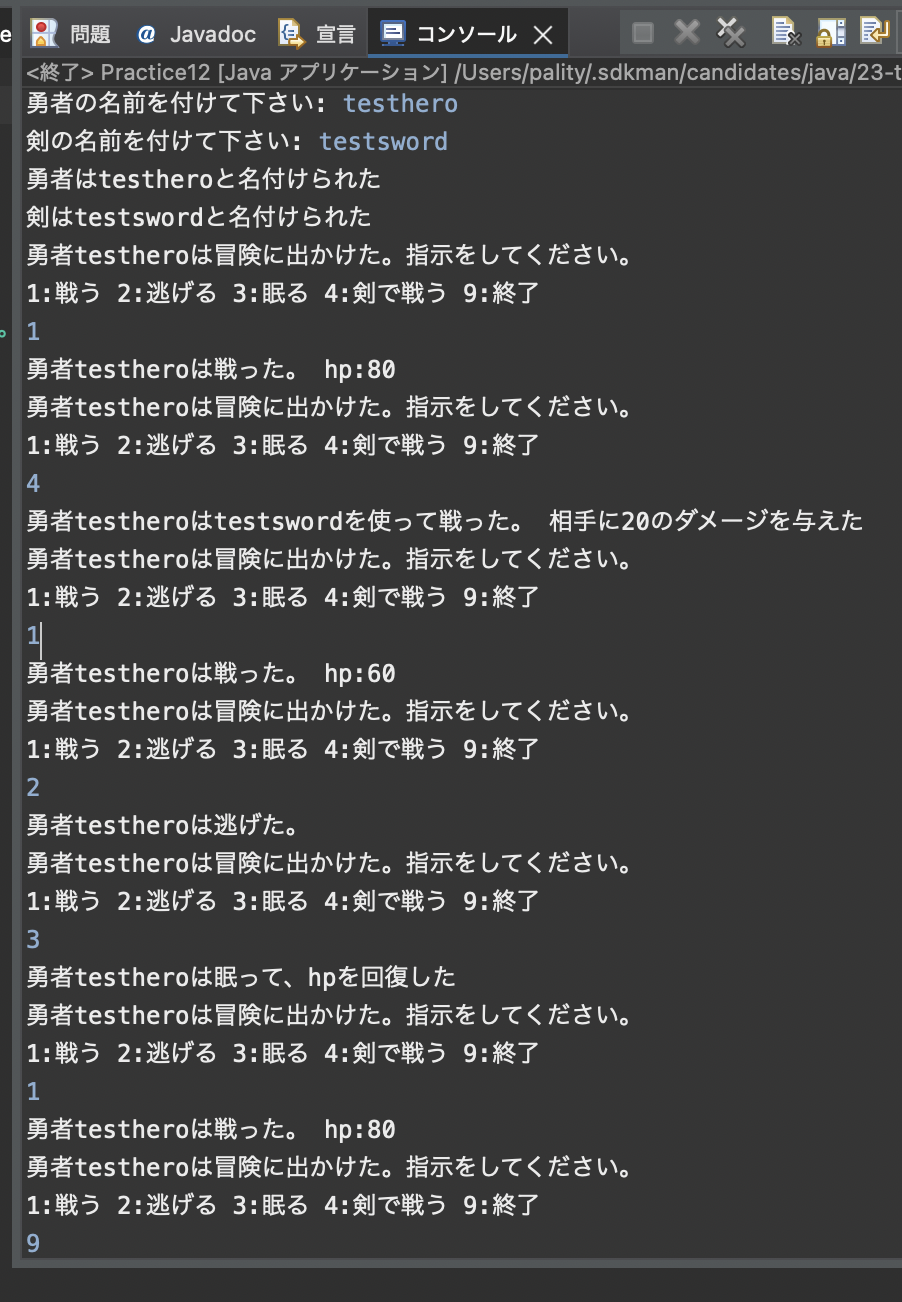 e 問題 @ Javadoc 宣言 コンソール
<終了> Practice12 [Java アプリケーション] /Users/pality/.sdkman/candidates/java/23-t
勇者の名前を付けて下さい: testhero
剣の名前を付けて下さい: testsword
勇者はtestheroと名付けられた
剣はtestswordと名付けられた
勇者testheroは冒険に出かけた。指示をしてください。
1:戦う 2:逃げる 3:眠る 4:剣で戦う 9:終了
1
勇者testheroは戦った。 hp:80
勇者testheroは冒険に出かけた。指示をしてください。
1:戦う 2:逃げる 3:眠る 4:剣で戦う 9:終了
4
勇者testheroはtestswordを使って戦った。 相手に20のダメージを与えた
勇者testheroは冒険に出かけた。指示をしてください。
1:戦う 2:逃げる 3:眠る 4:剣で戦う 9:終了
1
勇者testheroは戦った。 hp:60
勇者testheroは冒険に出かけた。指示をしてください。
1:戦う 2:逃げる 3:眠る 4:剣で戦う 9:終了
2
勇者testheroは逃げた。
勇者testheroは冒険に出かけた。指示をしてください。
1:戦う 2:逃げる 3:眠る 4:剣で戦う 9:終了
3
勇者testheroは眠って、hpを回復した
勇者testheroは冒険に出かけた。指示をしてください。
1:戦う 2:逃げる 3:眠る 4:剣で戦う 9:終了
1
勇者testheroは戦った。 hp:80
勇者testheroは冒険に出かけた。指示をしてください。
1:戦う 2:逃げる 3:眠る 4:剣で戦う 9:終了
9